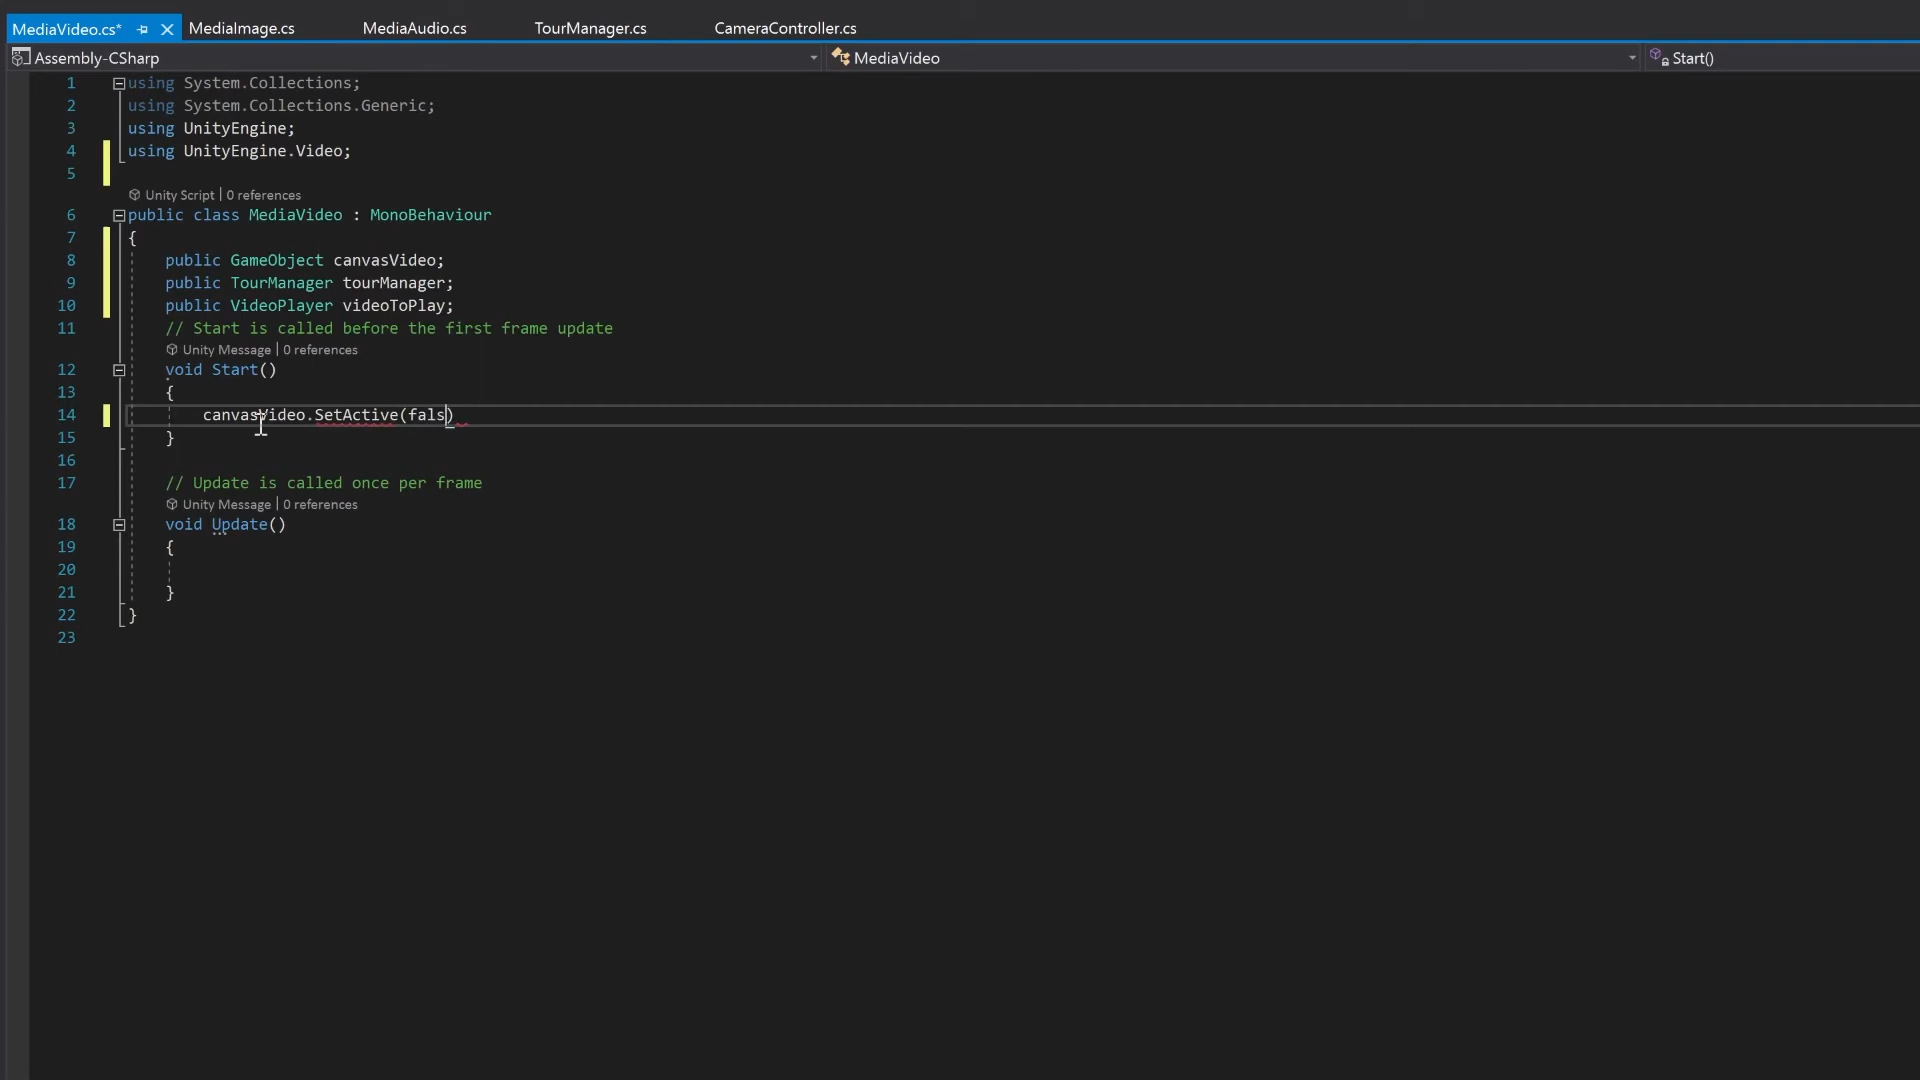 MediaVideo.cs* MediaImage.cs MediaAudio.cs TourManager.cs CameraController.cs
Assembly-CSharp MediaVideo Start()
1 using System.Collections;
2 using System.Collections.Generic;
3 using UnityEngine;
4 using UnityEngine.Video;
5
Unity Script | 0 references
6 public class MediaVideo : MonoBehaviour
7 {
8 public GameObject canvasVideo;
9 public TourManager tourManager;
10 public VideoPlayer videoToPlay;
11 // Start is called before the first frame update
Unity Message | 0 references
12 void Start()
13 {
14 canvasVideo.SetActive(fals)
15 }
16
17 // Update is called once per frame
Unity Message | 0 references
18 void Update()
19 {
20
21 }
22 }
23